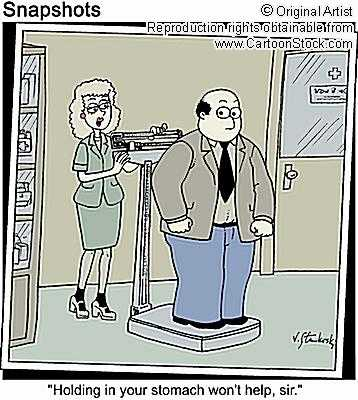 Snapshots
© Original Artist
Reproduction rights obtainable from
www.CartoonStock.com
"Holding in your stomach won't help, sir."